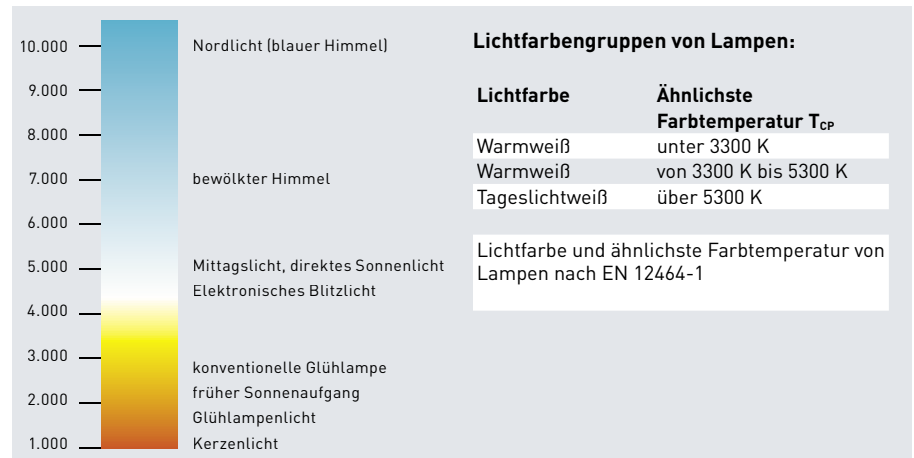 10.000 Nordlicht (blauer Himmel)
9.000
8.000
7.000 bewölkter Himmel
6.000
5.000 Mittagslicht, direktes Sonnenlicht
Elektronisches Blitzlicht
4.000
3.000
konventionelle Glühlampe
früher Sonnenaufgang
2.000
Glühlampenlicht
1.000 Kerzenlicht
Lichtfarbengruppen von Lampen:
Lichtfarbe Ähnlichste
Farbtemperatur TCP
Warmweiß unter 3300 K
Warmweiß von 3300 K bis 5300 K
Tageslichtweiß über 5300 K
Lichtfarbe und ähnlichste Farbtemperatur von
Lampen nach EN 12464-1